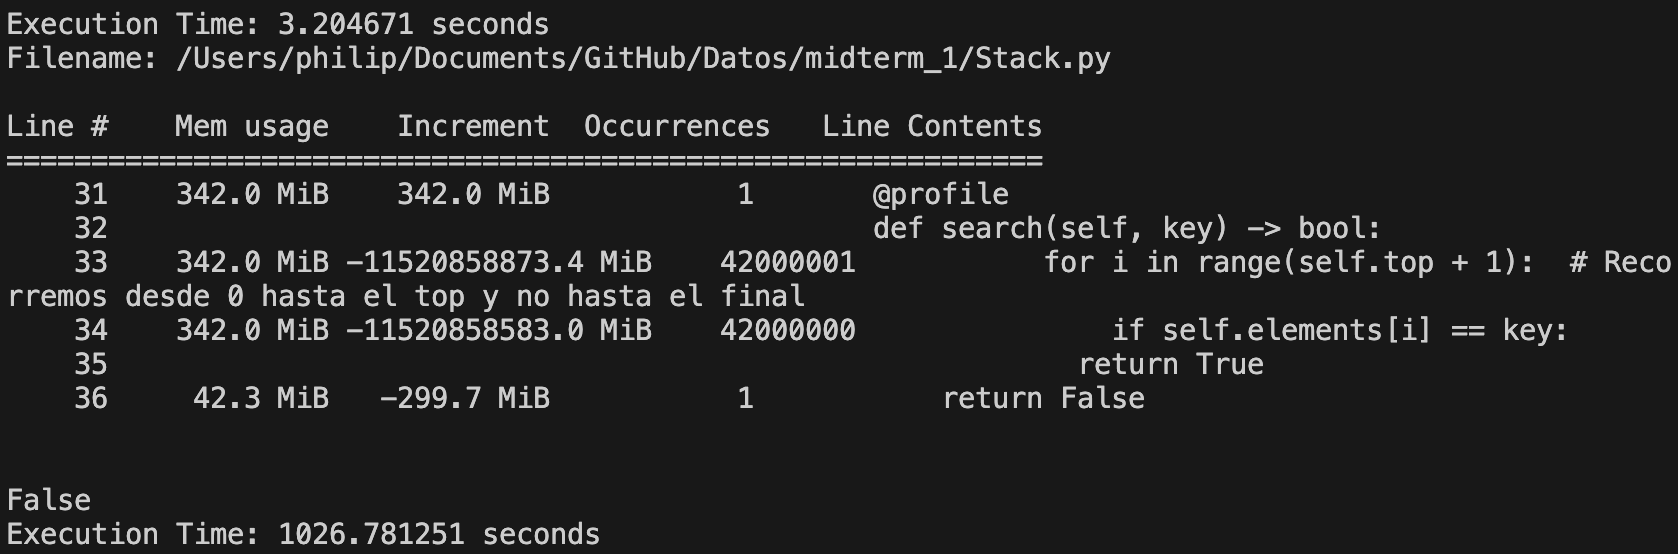 Execution Time: 3.204671 seconds
Filename: /Users/philip/Documents/GitHub/Datos/midterm_1/Stack.py
Line #    Mem usage    Increment  Occurrences   Line Contents
=============================================================
    31    342.0 MiB    342.0 MiB           1       @profile
    32                                             def search(self, key) -> bool:
    33    342.0 MiB -11520858873.4 MiB    42000001           for i in range(self.top + 1):  # Reco
rremos desde 0 hasta el top y no hasta el final
    34    342.0 MiB -11520858583.0 MiB    42000000               if self.elements[i] == key:
    35                                                         return True
    36     42.3 MiB   -299.7 MiB           1           return False
False
Execution Time: 1026.781251 seconds